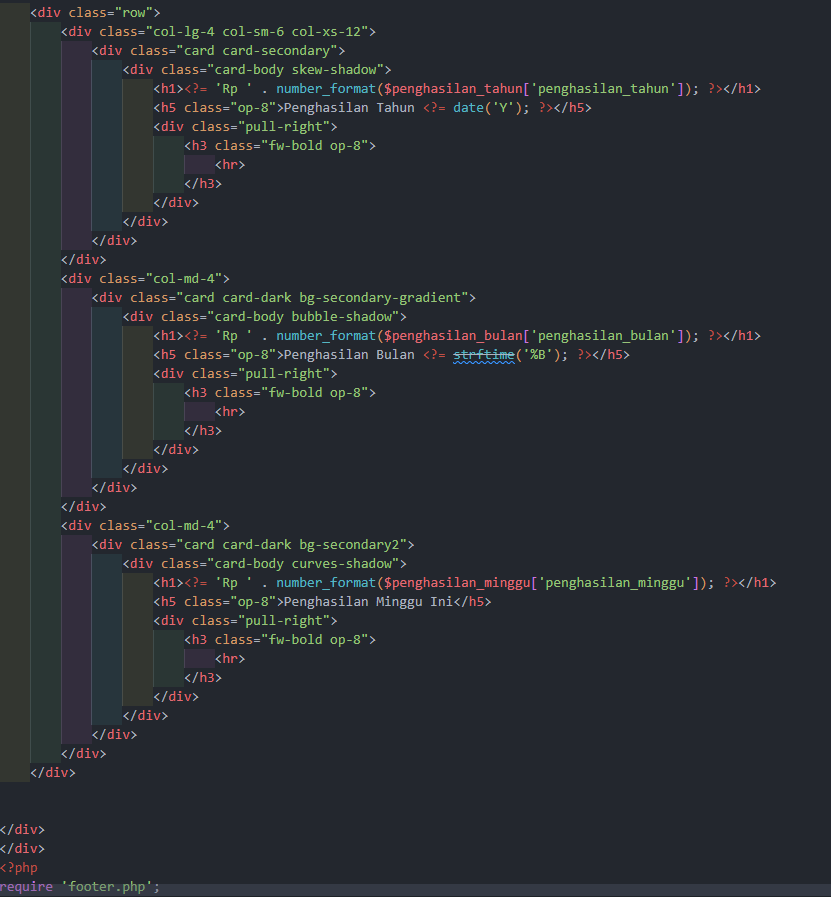 <div class="row">
<div class="col-lg-4 col-sm-6 col-xs-12">
<div class="card card-secondary">
<div class="card-body skew-shadow">
<h1><?= 'Rp ' . number_format($penghasilan_tahun['penghasilan_tahun']); ?></h1>
<h5 class="op-8">Penghasilan Tahun <?= date('Y'); ?></h5>
<div class="pull-right">
<h3 class="fw-bold op-8">
<hr>
</h3>
</div>
</div>
</div>
</div>
<div class="col-md-4">
<div class="card card-dark bg-secondary-gradient">
<div class="card-body bubble-shadow">
<h1><?= 'Rp ' . number_format($penghasilan_bulan['penghasilan_bulan']); ?></h1>
<h5 class="op-8">Penghasilan Bulan <?= strftime('%B'); ?></h5>
<div class="pull-right">
<h3 class="fw-bold op-8">
<hr>
</h3>
</div>
</div>
</div>
</div>
<div class="col-md-4">
<div class="card card-dark bg-secondary2">
<div class="card-body curves-shadow">
<h1><?= 'Rp ' . number_format($penghasilan_minggu['penghasilan_minggu']); ?></h1>
<h5 class="op-8">Penghasilan Minggu Ini</h5>
<div class="pull-right">
<h3 class="fw-bold op-8">
<hr>
</h3>
</div>
</div>
</div>
</div>
</div>
</div>
</div>
<?php
require 'footer.php';